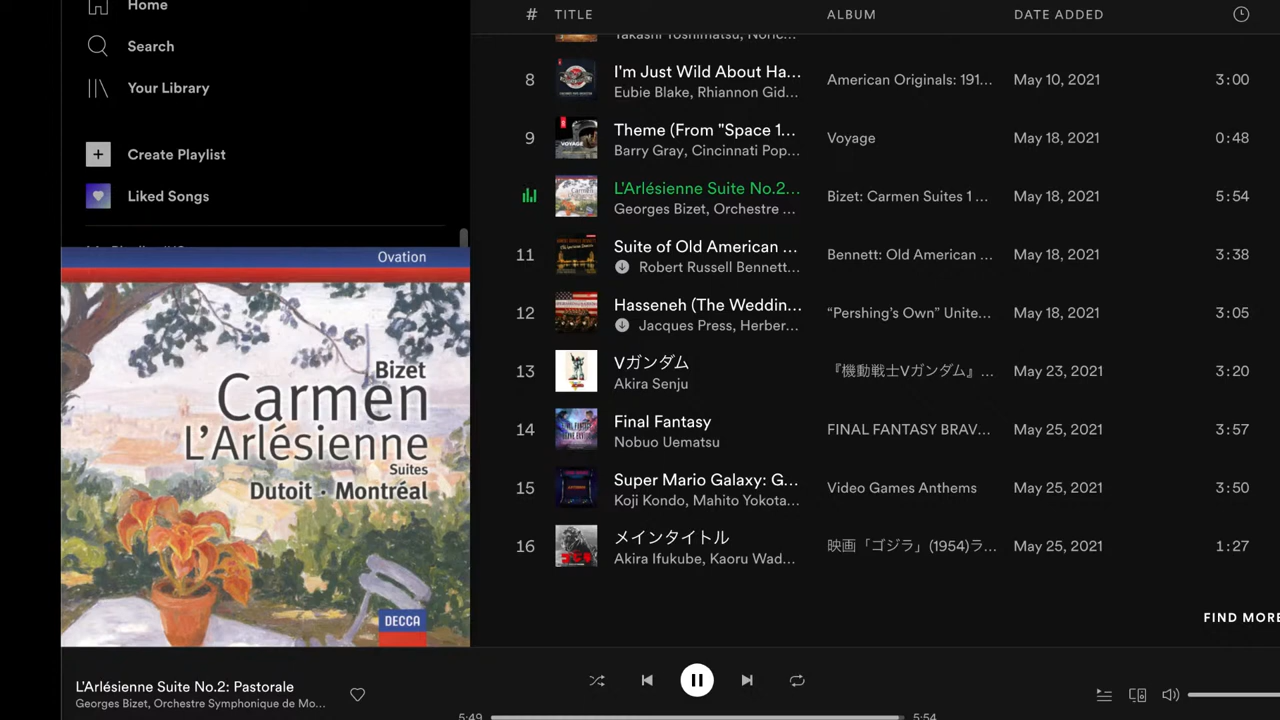 Home
Search
Your Library
Create Playlist
Liked Songs
Ovation
Bizet
Carmen
L'Arlésienne
Suites
Dutoit · Montréal
DECCA
# TITLE ALBUM DATE ADDED
Takashi Yoshimatsu, Noric...
8 I'm Just Wild About Ha... American Originals: 191... May 10, 2021 3:00
Eubie Blake, Rhiannon Gid...
9 Theme (From "Space 1... Voyage May 18, 2021 0:48
Barry Gray, Cincinnati Pop...
L'Arlésienne Suite No.2... Bizet: Carmen Suites 1 ... May 18, 2021 5:54
Georges Bizet, Orchestre ...
11 Suite of Old American ... Bennett: Old American ... May 18, 2021 3:38
Robert Russell Bennett...
12 Hasseneh (The Weddin... “Pershing’s Own” Unite... May 18, 2021 3:05
Jacques Press, Herber...
13 Vガンダム 『機動戦士Vガンダム』... May 23, 2021 3:20
Akira Senju
14 Final Fantasy FINAL FANTASY BRAV... May 25, 2021 3:57
Nobuo Uematsu
15 Super Mario Galaxy: G... Video Games Anthems May 25, 2021 3:50
Koji Kondo, Mahito Yokota...
16 メインタイトル 映画「ゴジラ」(1954)ラ... May 25, 2021 1:27
Akira Ifukube, Kaoru Wad...
FIND MORE
L'Arlésienne Suite No.2: Pastorale
Georges Bizet, Orchestre Symphonique de Mo...
5:49 5:54